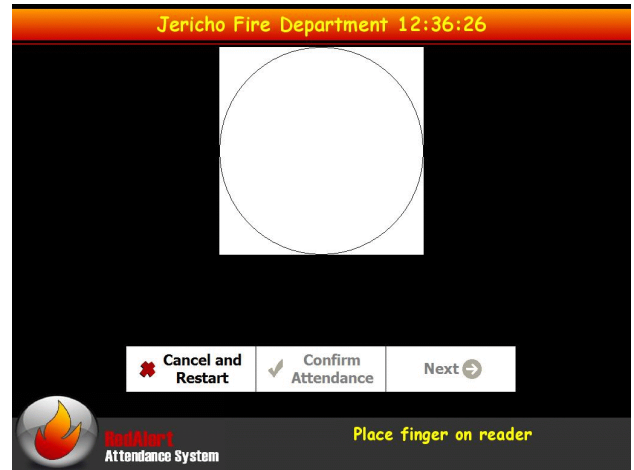 Jericho Fire Department 12:36:26
Cancel and
Restart
Confirm
Attendance
Next
RedAlert
Attendance System
Place finger on reader